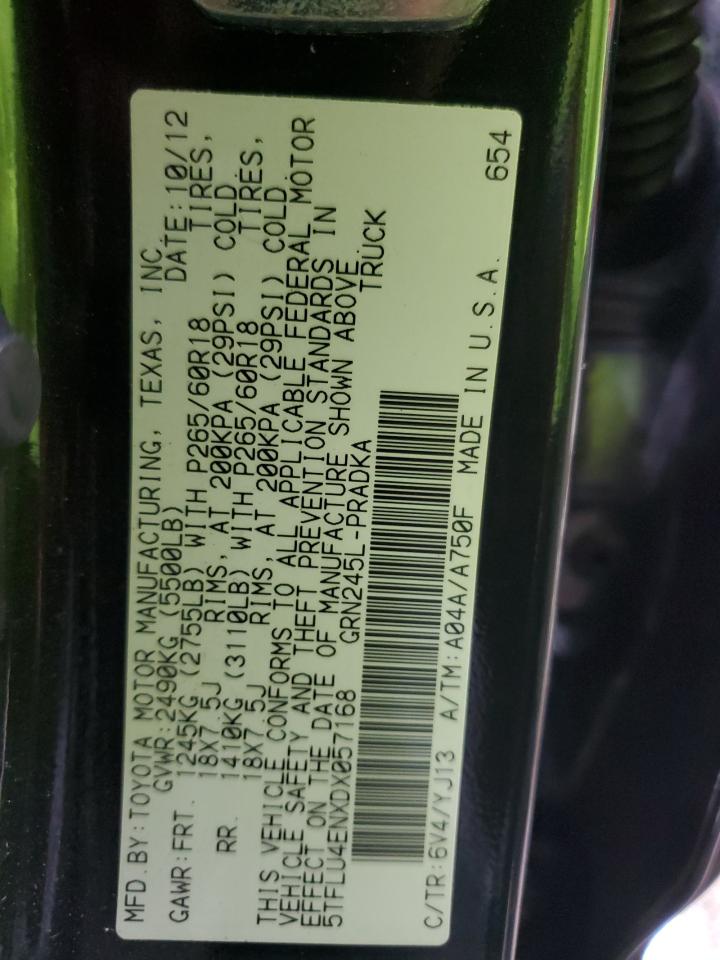 MFD.BY:TOYOTA MOTOR MANUFACTURING, TEXAS, INC.
GVWR:2490KG (5500LB) DATE:10/12
GAWR:FRT. 1245KG (2755LB) WITH P265/60R18 TIRES,
18X7.5J RIMS, AT 200KPA (29PSI) COLD
RR. 1410KG (3110LB) WITH P265/60R18 TIRES,
18X7.5J RIMS, AT 200KPA (29PSI) COLD
THIS VEHICLE CONFORMS TO ALL APPLICABLE FEDERAL MOTOR
VEHICLE SAFETY AND THEFT PREVENTION STANDARDS IN
EFFECT ON THE DATE OF MANUFACTURE SHOWN ABOVE.
5TFLU4ENXDX057168 GRN245L-PRADKA TRUCK
C/TR:6V4/YJ13 A/TM:A04A/A750F MADE IN U.S.A. 654